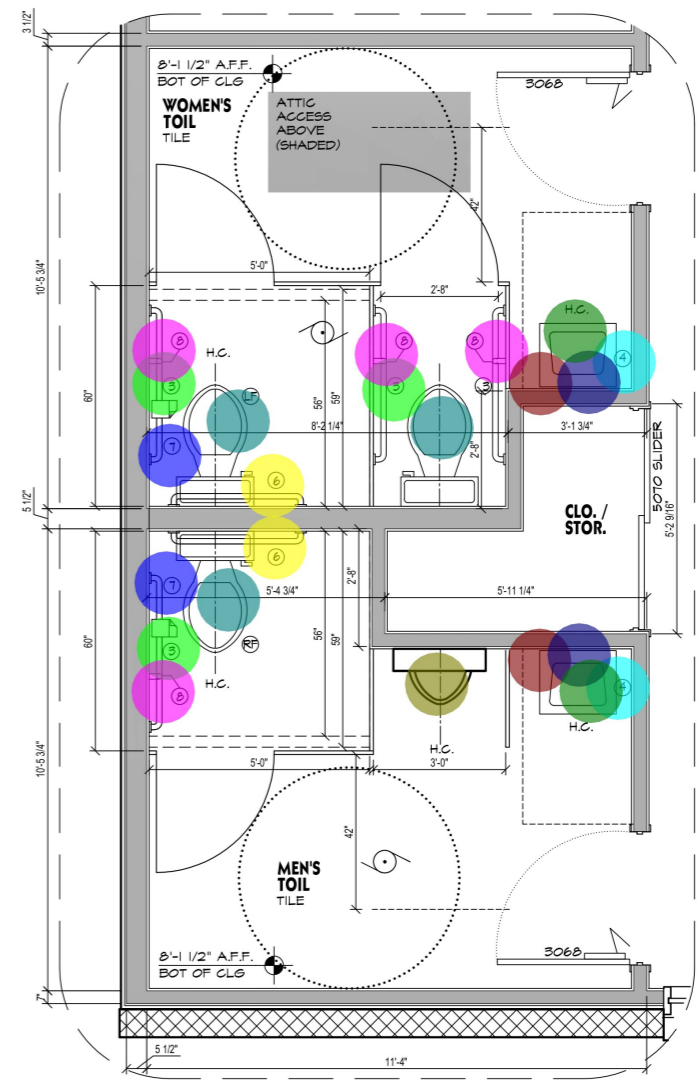 3 1/2"
8'-1 1/2" A.F.F.
BOT OF CLG
WOMEN'S
TOIL
TILE
ATTIC
ACCESS
ABOVE
(SHADED)
3068
42"
10'-5 3/4"
5'-0"
2'-8"
H.C.
8
8
8
4
H.C.
3
3
3
LF
60"
56"
59"
8'-2 1/4"
3'-1 3/4"
7
2'-8"
6
5070 SLIDER
5 1/2"
CLO. /
STOR.
5'-2 9/16"
6
7
5'-4 3/4"
2'-8"
5'-11 1/4"
60"
56"
59"
3
RF
8
H.C.
4
H.C.
H.C.
10'-5 3/4"
5'-0"
3'-0"
42"
MEN'S
TOIL
TILE
8'-1 1/2" A.F.F.
BOT OF CLG
3068
7"
5 1/2"
11'-4"